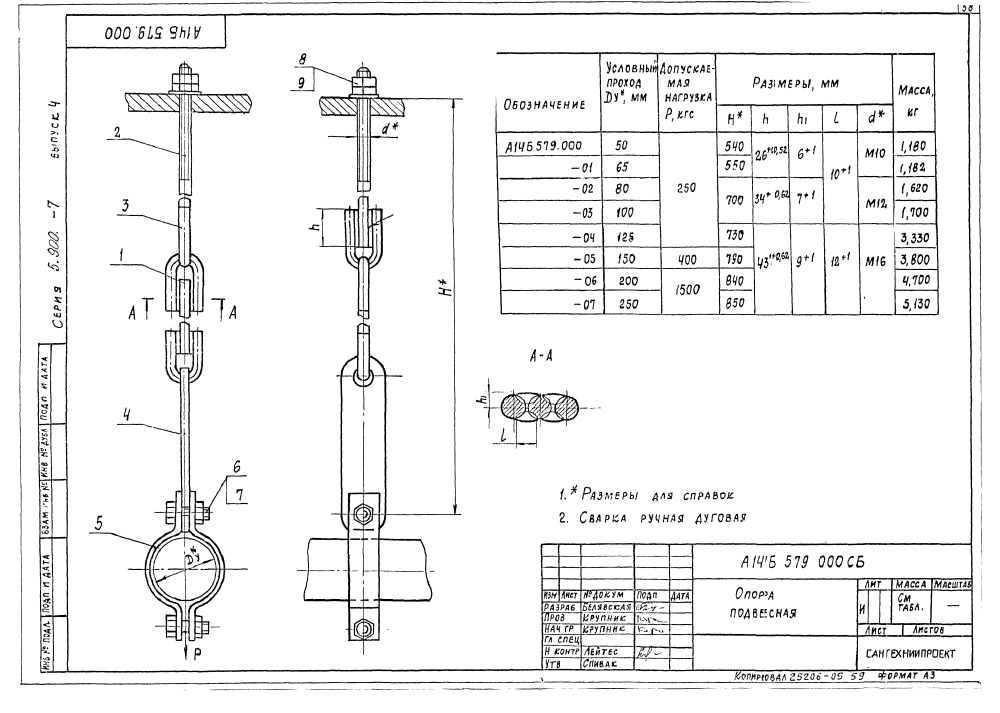 А14Б 579.000
Серия 5.900.-7 выпуск 4
8
9
2
3
1
А А
4
5
6
7
Dу*
Р
d*
h
H*
Обозначение | Условный проход Dу*, мм | Допускаемая нагрузка Р, кгс | Размеры, мм | Масса, кг
H* | h | h1 | l | d*
А14Б 579.000 | 50 | 250 | 540 | 26+0,52 | 6+1 | 10+1 | М10 | 1,180
-01 | 65 | 550 | 1,182
-02 | 80 | 700 | 34+0,62 | 7+1 | М12 | 1,620
-03 | 100 | 1,700
-04 | 125 | 730 | 43+0,62 | 9+1 | 12+1 | М16 | 3,330
-05 | 150 | 400 | 790 | 3,800
-06 | 200 | 1500 | 840 | 4,700
-07 | 250 | 850 | 5,130
А-А
h1
l
1.* Размеры для справок
2. Сварка ручная дуговая
А14Б 579 000 СБ
Опора
подвесная
Лит | Масса | Масштаб
И | См табл. | —
Лист | Листов
Сантехниипроект
Изм Лист № докум Подп Дата
Разраб Белявская
Пров Крупник
Нач гр Крупник
Гл спец
Н контр Лейтес
Утв Спивак
Инв № подл. Подп и дата Взам инв № Инв № дубл Подп и дата
Копировал 25206-05 59 Формат А3